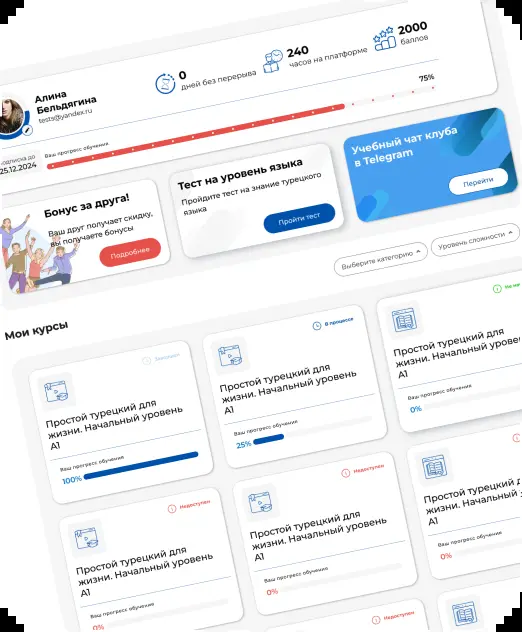 Алина
Бельдягина
tests@yandex.ru
0
дней без перерыва
240
часов на платформе
2000
баллов
25.12.2024
Ваш прогресс обучения
75%
Бонус за друга!
Ваш друг получает скидку,
вы получаете бонусы
Подробнее
Тест на уровень языка
Пройдите тест на знание турецкого
языка
Пройти тест
Учебный чат клуба
в Telegram
Перейти
Выберите категорию
Уровень сложности
Мои курсы
Простой турецкий для
жизни. Начальный уровень
A1
Ваш прогресс обучения
100%
В процессе
Простой турецкий для
жизни. Начальный уровень
A1
Ваш прогресс обучения
25%
Не
Простой турецкий для
жизни. Начальный уровень
A1
Ваш прогресс обучения
0%
Недоступен
Простой турецкий для
жизни. Начальный уровень
A1
Ваш прогресс обучения
0%
Недоступен
Простой турецкий для
жизни. Начальный уровень
A1
Ваш прогресс обучения
0%
Простой турецкий для
жизни. Начальный
A1
Ваш прогресс обучения
0%
Недоступен